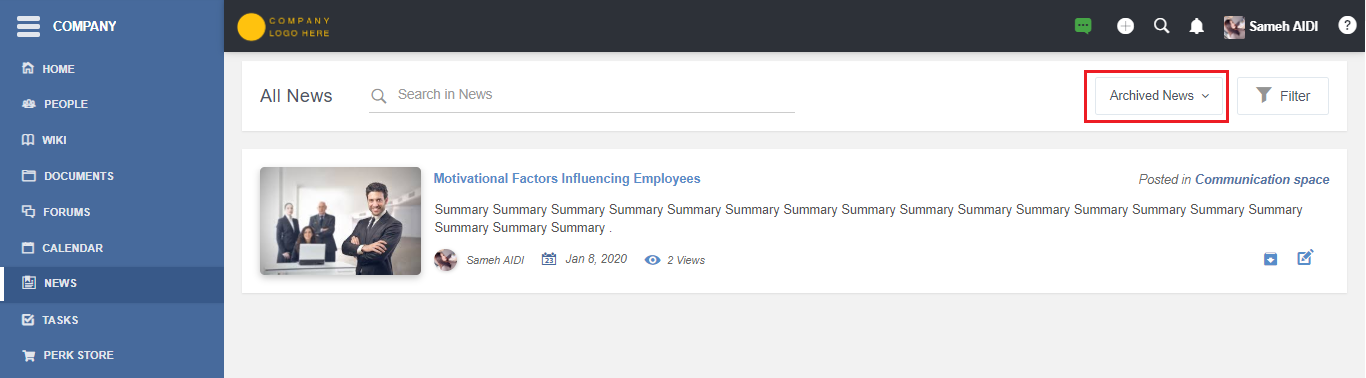 COMPANY
COMPANY
LOGO HERE
Sameh AIDI
?
HOME
PEOPLE
WIKI
DOCUMENTS
FORUMS
CALENDAR
NEWS
TASKS
PERK STORE
All News
Search in News
Archived News
Filter
Motivational Factors Influencing Employees
Posted in Communication space
Summary Summary Summary Summary Summary Summary Summary Summary Summary Summary Summary Summary Summary Summary Summary
Summary Summary Summary .
Sameh AIDI
23
Jan 8, 2020
2 Views